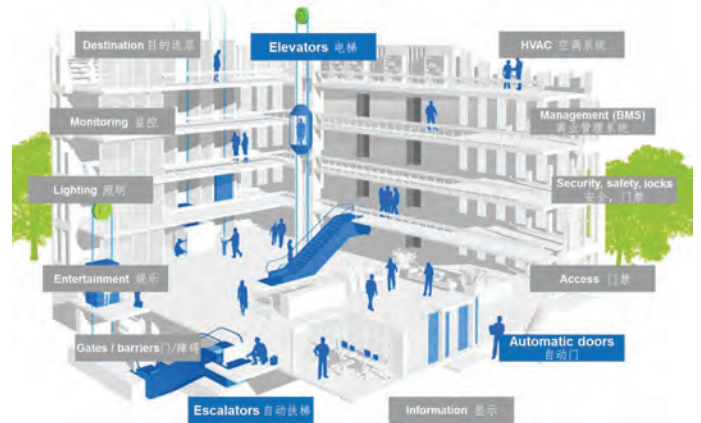 Destination 目的选层
Elevators 电梯
HVAC 空调系统
Monitoring 监控
Management (BMS)
商业管理系统
Lighting 照明
Security, safety, locks
安全，门禁
Entertainment 娱乐
Access 门禁
Gates / barriers门/障碍
Automatic doors
自动门
Escalators 自动扶梯
Information 显示